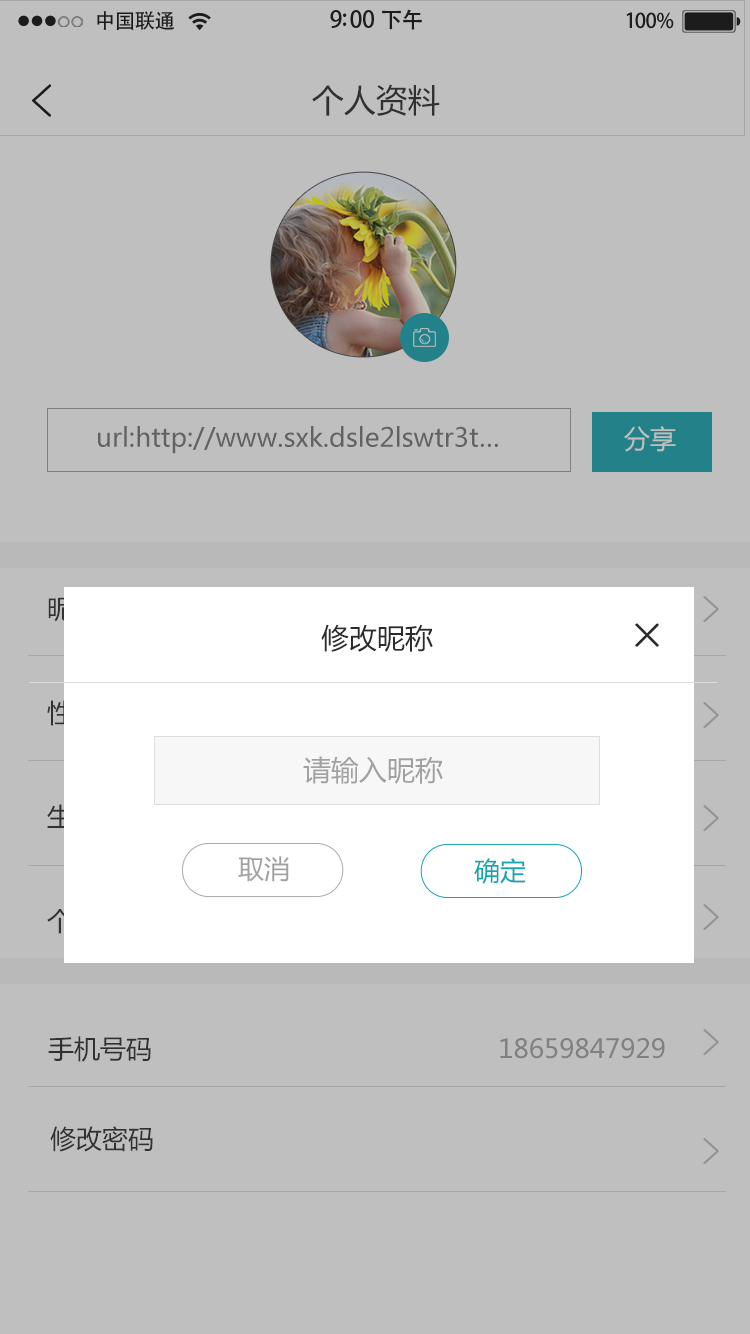 中国联通 9:00 下午 100%
个人资料
url:http://www.sxk.dsle2lswtr3t...
分享
昵
修改昵称
性
请输入昵称
生
取消 确定
个
手机号码 18659847929
修改密码